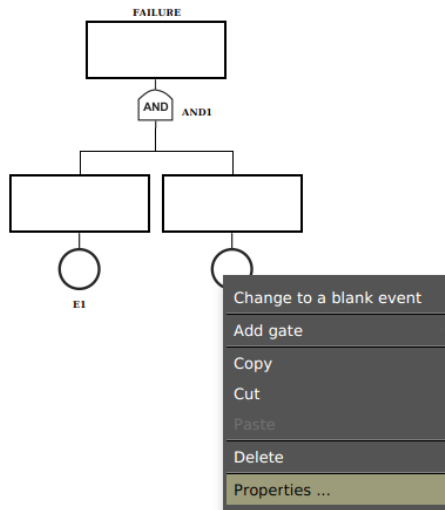 FAILURE
AND
AND1
E1
Change to a blank event
Add gate
Copy
Cut
Paste
Delete
Properties ...